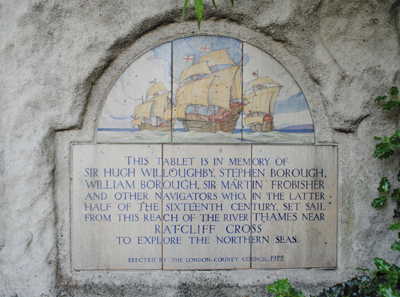 THIS TABLET IS IN MEMORY OF
SIR HUGH WILLOUGHBY, STEPHEN BOROUGH,
WILLIAM BOROUGH, SIR MARTIN FROBISHER
AND OTHER NAVIGATORS WHO, IN THE LATTER
HALF OF THE SIXTEENTH CENTURY, SET SAIL
FROM THIS REACH OF THE RIVER THAMES NEAR
RATCLIFF CROSS
TO EXPLORE THE NORTHERN SEAS.
ERECTED BY THE LONDON COUNTY COUNCIL, 1922